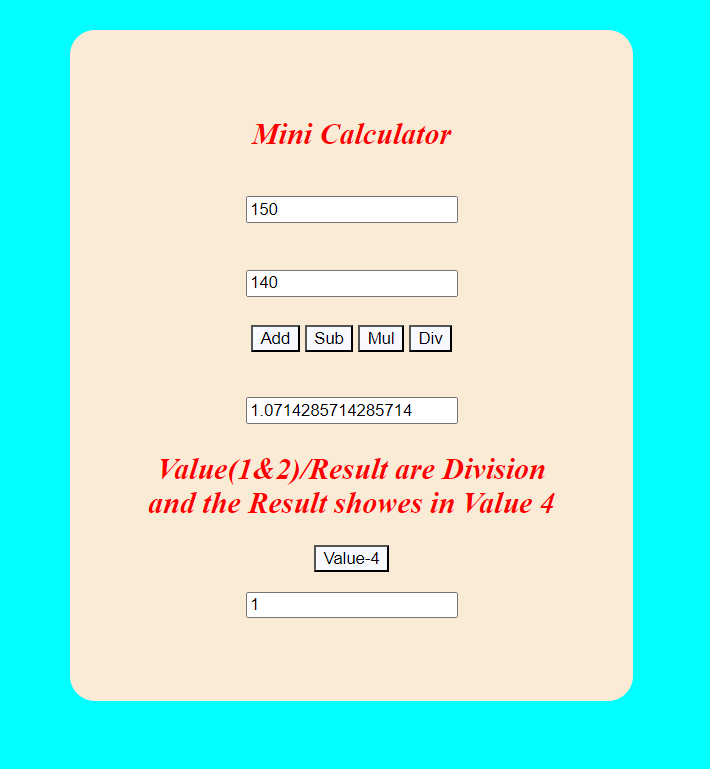 Mini Calculator
150
140
Add Sub Mul Div
1.0714285714285714
Value(1&2)/Result are Division
and the Result showes in Value 4
Value-4
1